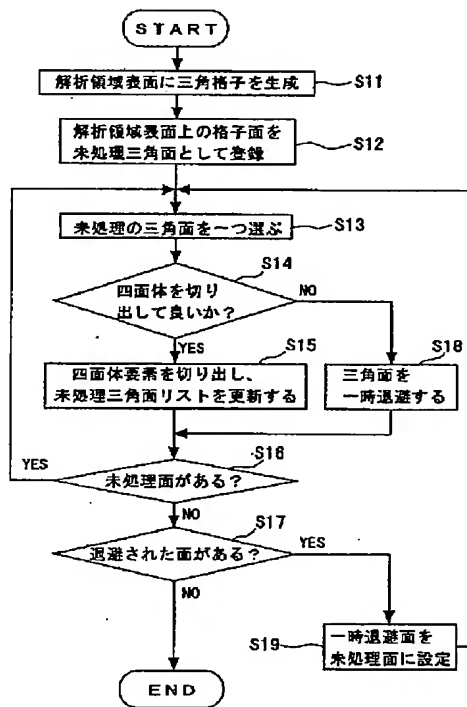 START
解析領域表面に三角格子を生成
S11
解析領域表面上の格子面を
未処理三角面として登録
S12
未処理の三角面を一つ選ぶ
S13
S14
四面体を切り
出して良いか?
NO
YES
S15
四面体要素を切り出し、
未処理三角面リストを更新する
S18
三角面を
一時退避する
S16
YES
未処理面がある?
NO
S17
退避された面がある?
YES
NO
S19
一時退避面を
未処理面に設定
END